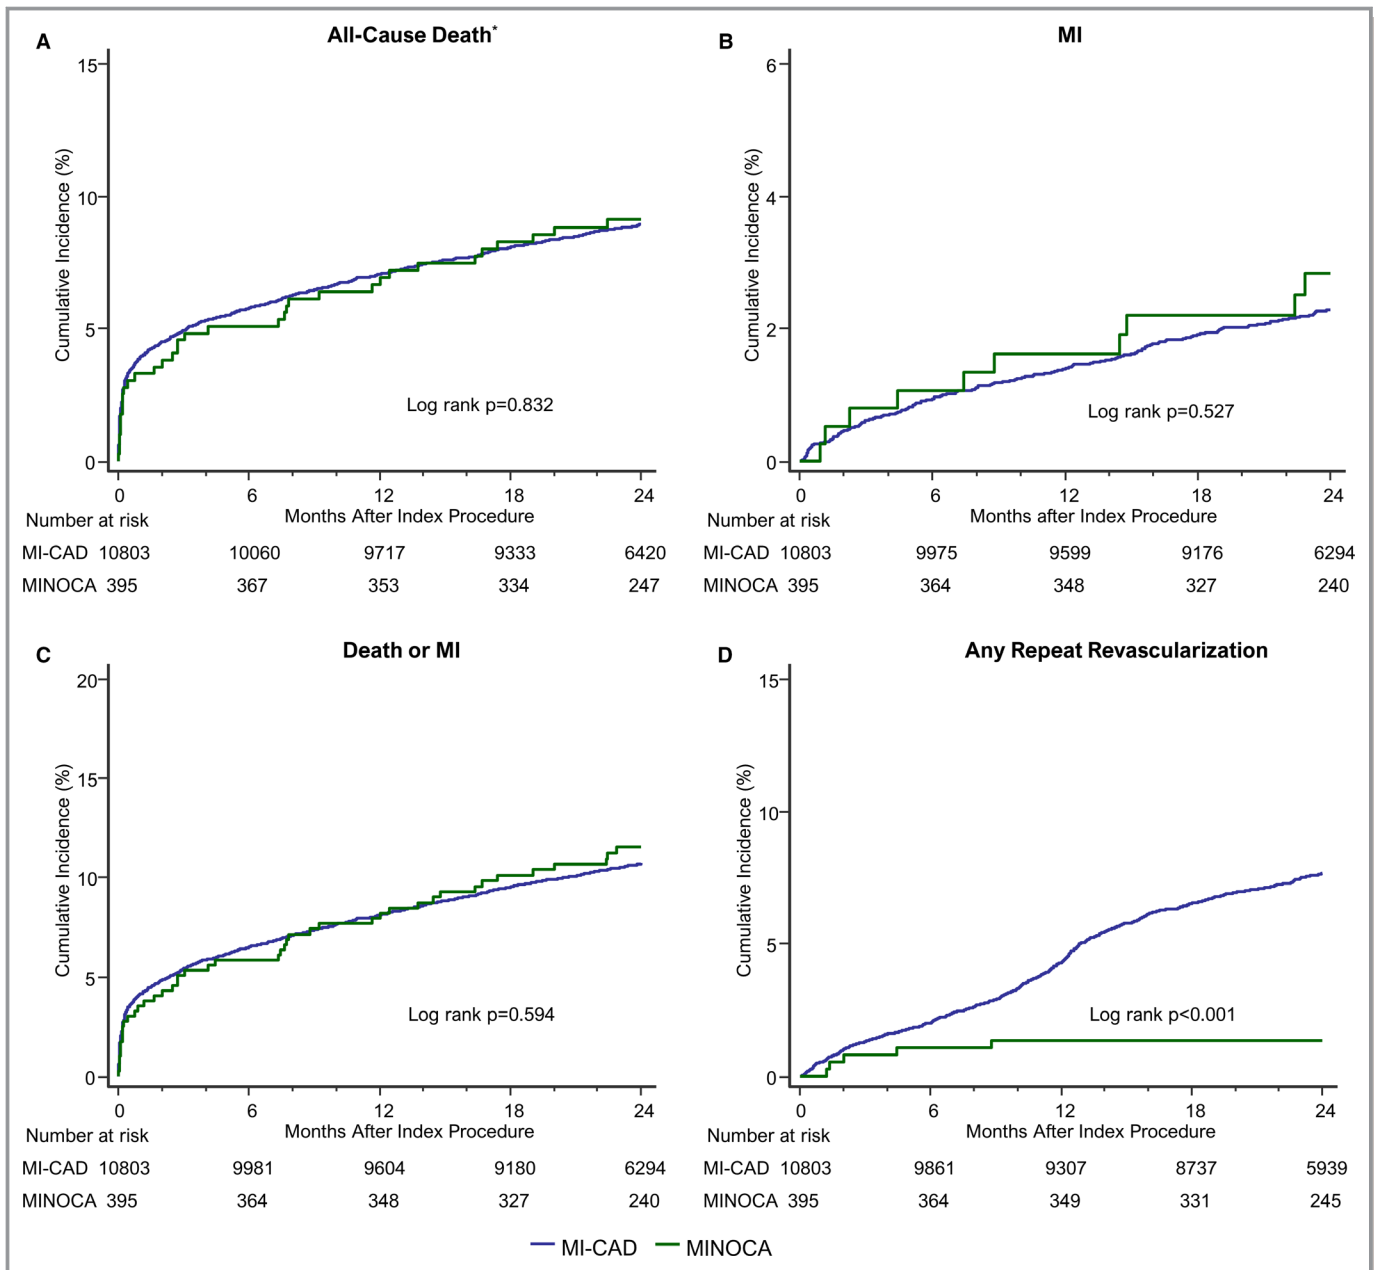 A
All-Cause Death*
Cumulative Incidence (%)
15
10
5
0
Log rank p=0.832
0 6 12 18 24
Months After Index Procedure
Number at risk
MI-CAD 10803 10060 9717 9333 6420
MINOCA 395 367 353 334 247
B
MI
Cumulative Incidence (%)
6
4
2
0
Log rank p=0.527
0 6 12 18 24
Months after Index Procedure
Number at risk
MI-CAD 10803 9975 9599 9176 6294
MINOCA 395 364 348 327 240
C
Death or MI
Cumulative Incidence (%)
20
15
10
5
0
Log rank p=0.594
0 6 12 18 24
Months After Index Procedure
Number at risk
MI-CAD 10803 9981 9604 9180 6294
MINOCA 395 364 348 327 240
D
Any Repeat Revascularization
Cumulative Incidence (%)
15
10
5
0
Log rank p<0.001
0 6 12 18 24
Months After Index Procedure
Number at risk
MI-CAD 10803 9861 9307 8737 5939
MINOCA 395 364 349 331 245
MI-CAD MINOCA